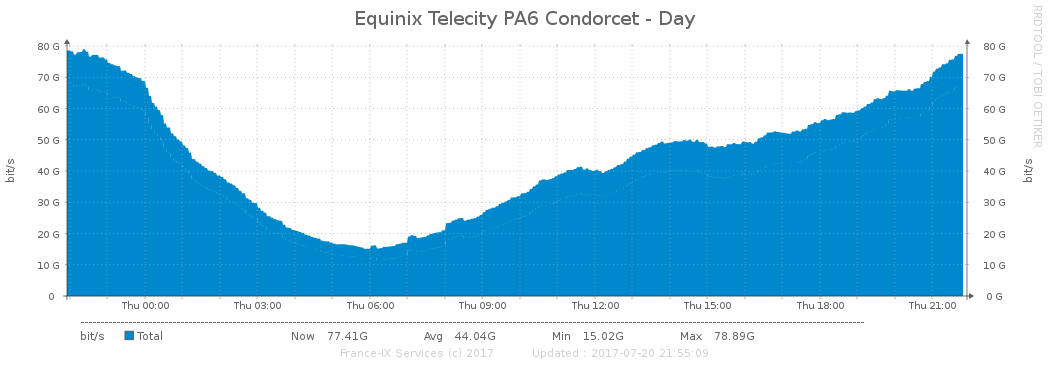 Equinix Telecity PA6 Condorcet - Day
RRDTOOL / TOBI OETIKER
bit/s
80 G
70 G
60 G
50 G
40 G
30 G
20 G
10 G
0
80 G
70 G
60 G
50 G
40 G
30 G
20 G
10 G
0 G
bit/s
Thu 00:00 Thu 03:00 Thu 06:00 Thu 09:00 Thu 12:00 Thu 15:00 Thu 18:00 Thu 21:00
bit/s Total Now 77.41G Avg 44.04G Min 15.02G Max 78.89G
France-IX Services (c) 2017 Updated : 2017-07-20 21:55:09